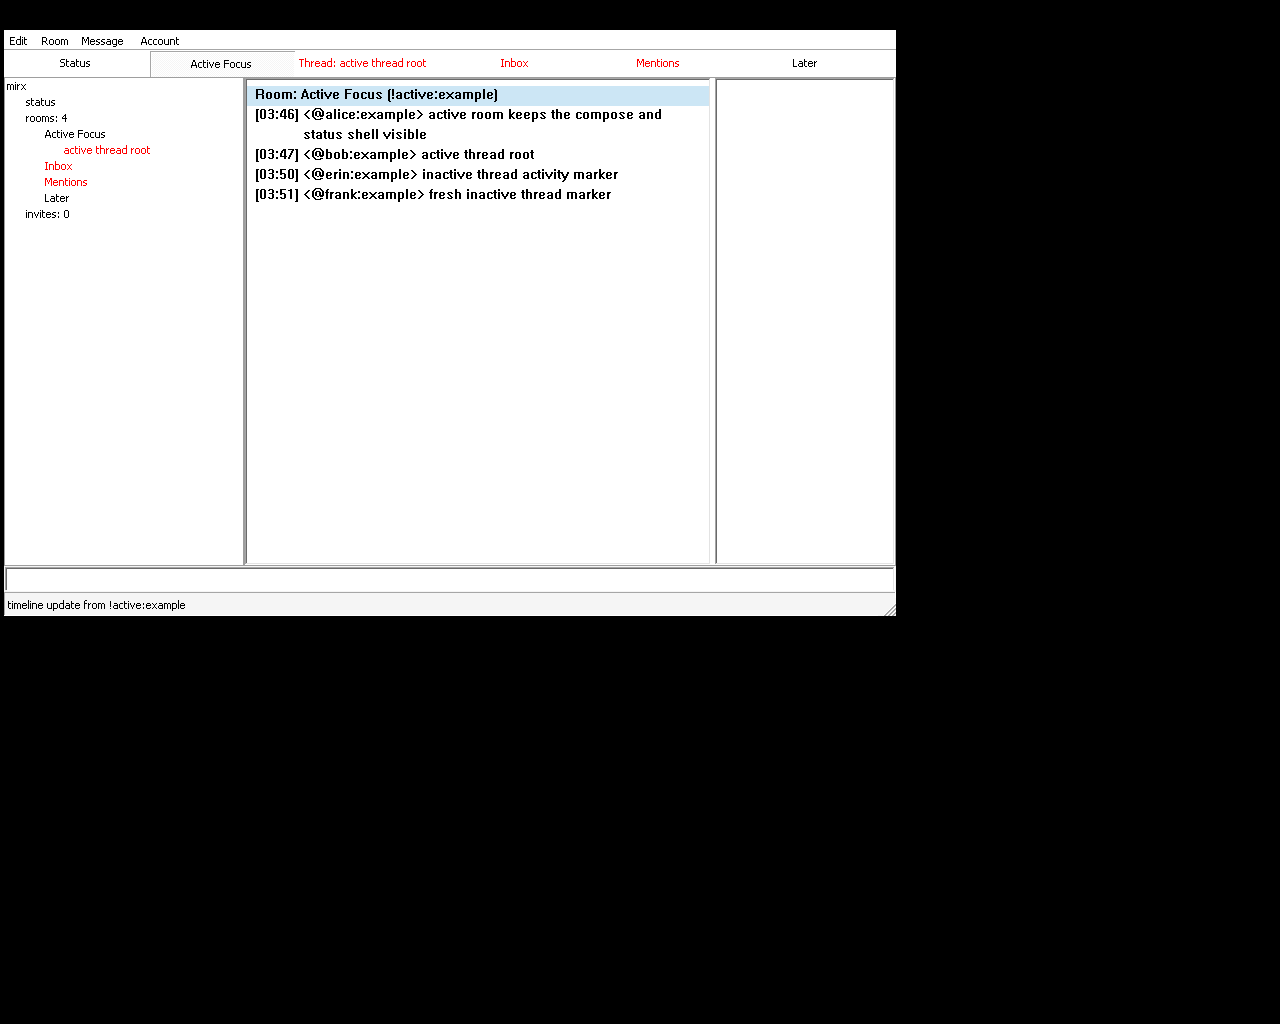 Edit Room Message Account
Status Active Focus Thread: active thread root Inbox Mentions Later
mirx
status
rooms: 4
Active Focus
active thread root
Inbox
Mentions
Later
invites: 0
Room: Active Focus (!active:example)
[03:46] <@alice:example> active room keeps the compose and
status shell visible
[03:47] <@bob:example> active thread root
[03:50] <@erin:example> inactive thread activity marker
[03:51] <@frank:example> fresh inactive thread marker
timeline update from !active:example